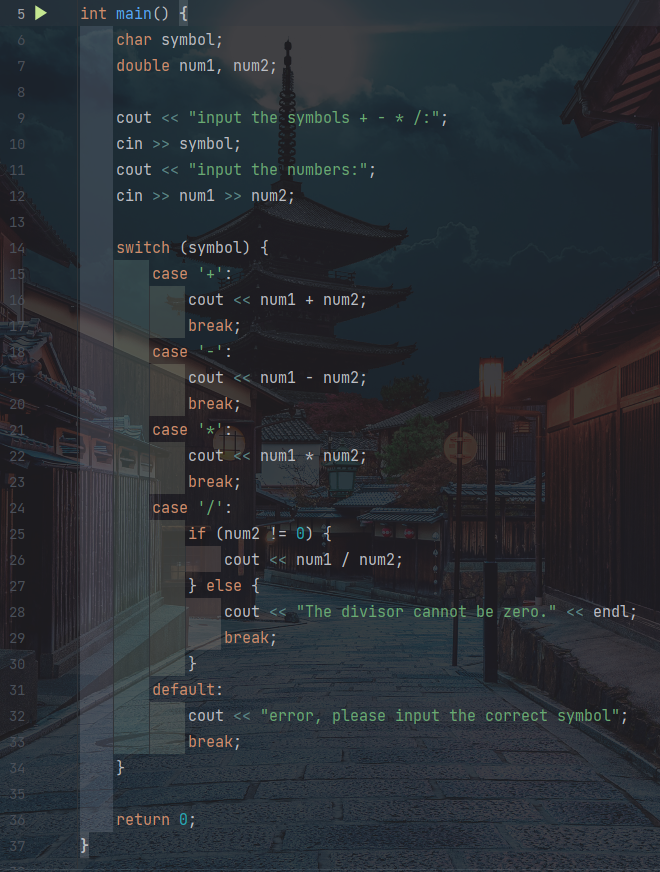 5 int main() {
6 char symbol;
7 double num1, num2;
8
9 cout << "input the symbols + - * /:";
10 cin >> symbol;
11 cout << "input the numbers:";
12 cin >> num1 >> num2;
13
14 switch (symbol) {
15 case '+':
16 cout << num1 + num2;
17 break;
18 case '-':
19 cout << num1 - num2;
20 break;
21 case '*':
22 cout << num1 * num2;
23 break;
24 case '/':
25 if (num2 != 0) {
26 cout << num1 / num2;
27 } else {
28 cout << "The divisor cannot be zero." << endl;
29 break;
30 }
31 default:
32 cout << "error, please input the correct symbol";
33 break;
34 }
35
36 return 0;
37 }